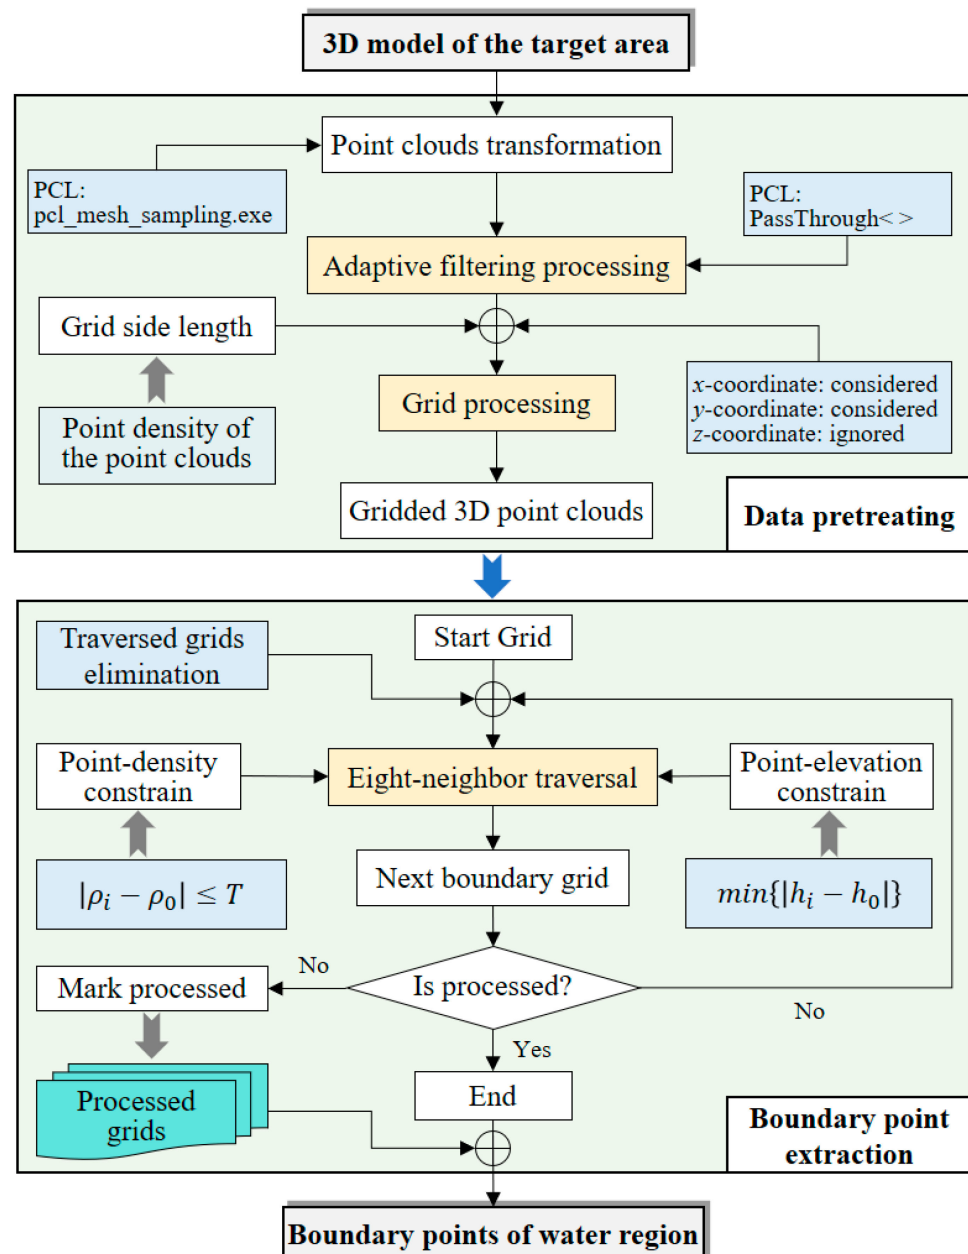 3D model of the target area
Point clouds transformation
PCL:
pcl_mesh_sampling.exe
PCL:
PassThrough< >
Adaptive filtering processing
Grid side length
x-coordinate: considered
y-coordinate: considered
z-coordinate: ignored
Grid processing
Point density of
the point clouds
Gridded 3D point clouds
Data pretreating
Start Grid
Traversed grids
elimination
Point-density
constrain
Eight-neighbor traversal
Point-elevation
constrain
|ρ_i − ρ_0| ≤ T
Next boundary grid
min{|h_i − h_0|}
No
Is processed?
Mark processed
No
Yes
End
Processed
grids
Boundary point
extraction
Boundary points of water region